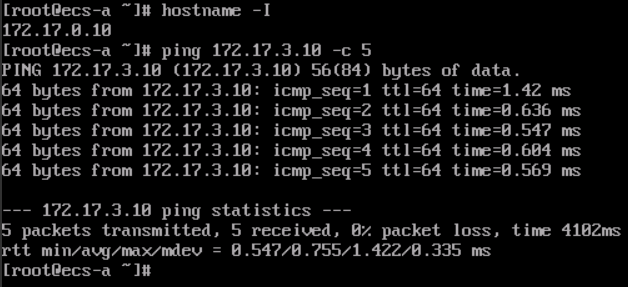 [root@ecs-a ~]# hostname -I
172.17.0.10
[root@ecs-a ~]# ping 172.17.3.10 -c 5
PING 172.17.3.10 (172.17.3.10) 56(84) bytes of data.
64 bytes from 172.17.3.10: icmp_seq=1 ttl=64 time=1.42 ms
64 bytes from 172.17.3.10: icmp_seq=2 ttl=64 time=0.636 ms
64 bytes from 172.17.3.10: icmp_seq=3 ttl=64 time=0.547 ms
64 bytes from 172.17.3.10: icmp_seq=4 ttl=64 time=0.604 ms
64 bytes from 172.17.3.10: icmp_seq=5 ttl=64 time=0.569 ms
--- 172.17.3.10 ping statistics ---
5 packets transmitted, 5 received, 0% packet loss, time 4102ms
rtt min/avg/max/mdev = 0.547/0.755/1.422/0.335 ms
[root@ecs-a ~]#